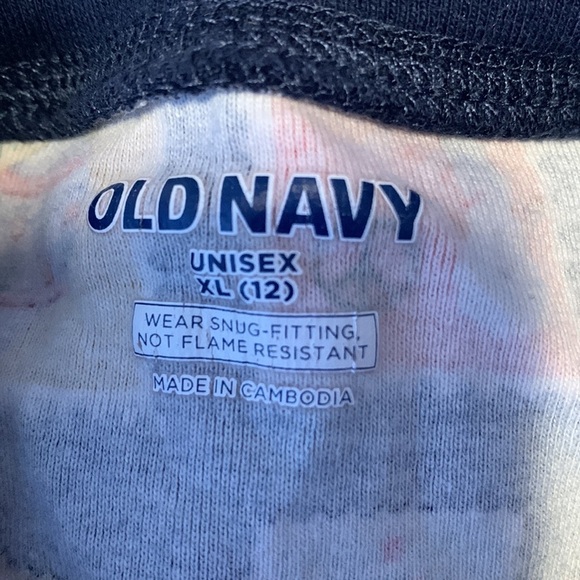 OLD NAVY
UNISEX
XL (12)
WEAR SNUG-FITTING,
NOT FLAME RESISTANT
MADE IN CAMBODIA